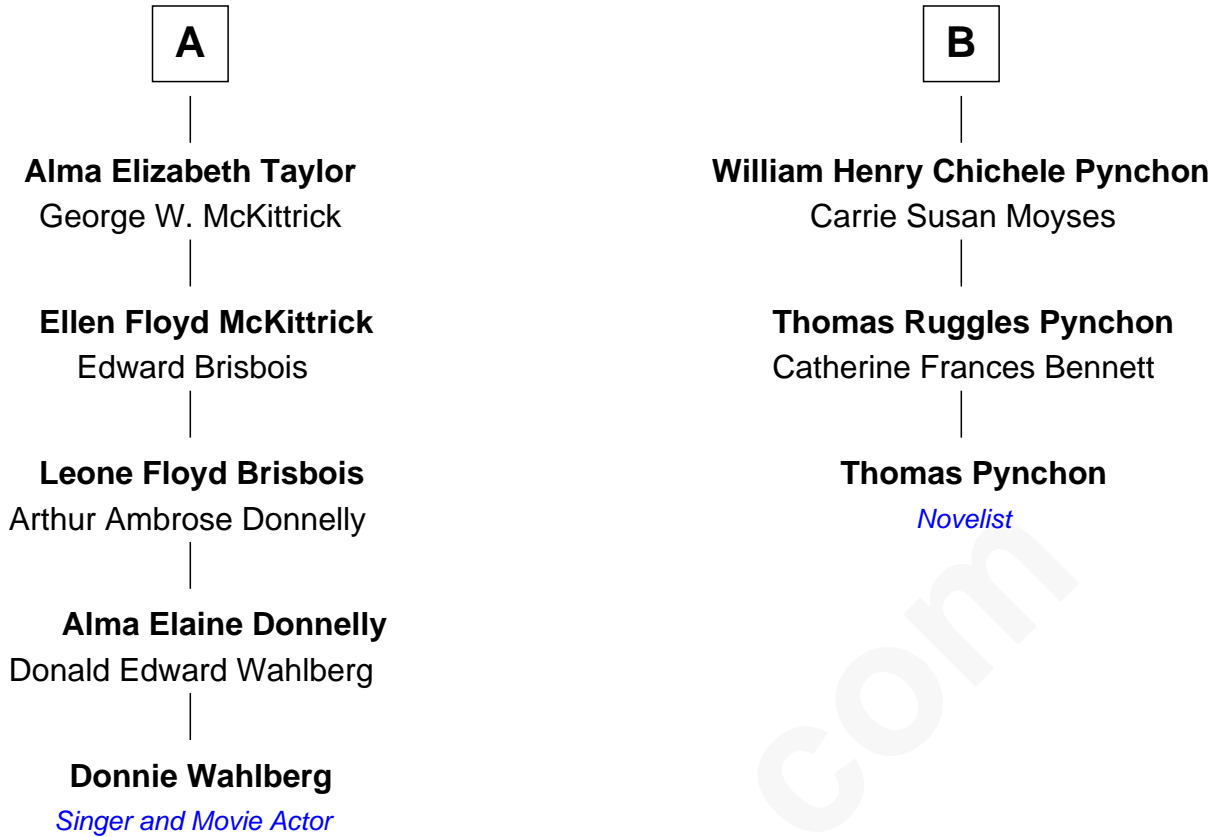 A
Alma Elizabeth Taylor
George W. McKittrick
Ellen Floyd McKittrick
Edward Brisbois
Leone Floyd Brisbois
Arthur Ambrose Donnelly
Alma Elaine Donnelly
Donald Edward Wahlberg
Donnie Wahlberg
Singer and Movie Actor
B
William Henry Chichele Pynchon
Carrie Susan Moyses
Thomas Ruggles Pynchon
Catherine Frances Bennett
Thomas Pynchon
Novelist
com